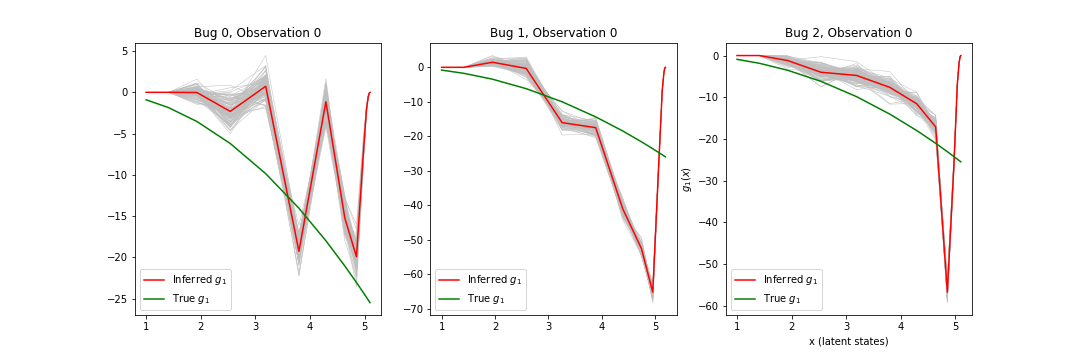 Bug 0, Observation 0
5
0
−5
−10
−15
−20
−25
1 2 3 4 5
Inferred g₁
True g₁
Bug 1, Observation 0
0
−10
−20
−30
−40
−50
−60
−70
1 2 3 4 5
Inferred g₁
True g₁
Bug 2, Observation 0
g₁(x)
0
−10
−20
−30
−40
−50
−60
1 2 3 4 5
x (latent states)
Inferred g₁
True g₁